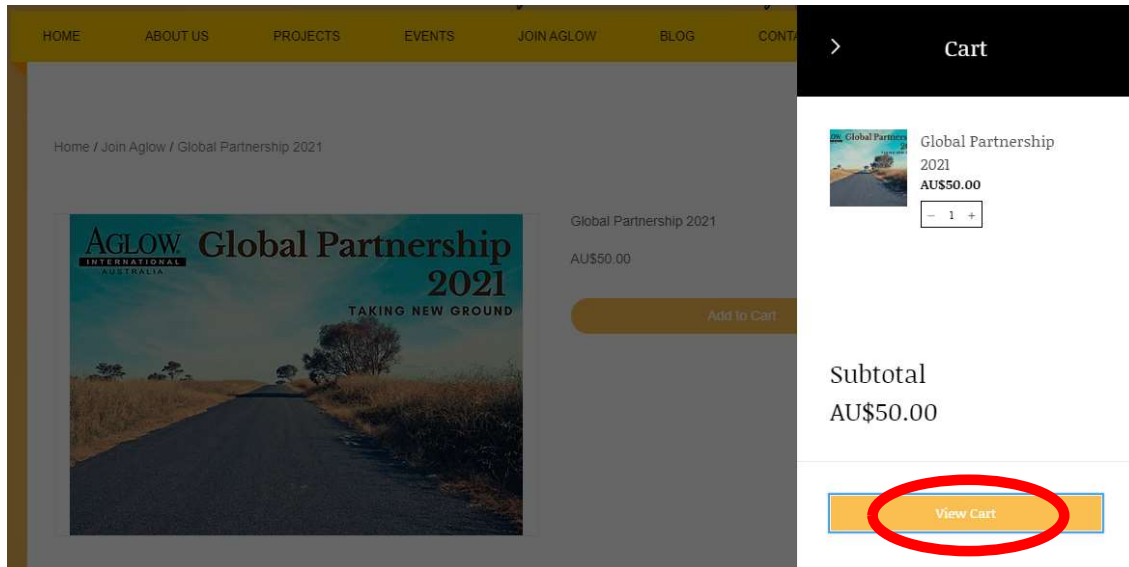 HOME ABOUT US PROJECTS EVENTS JOIN AGLOW BLOG CONTA
Home / Join Aglow / Global Partnership 2021
AGLOW
INTERNATIONAL
AUSTRALIA
Global Partnership
2021
TAKING NEW GROUND
Global Partnership 2021
AU$50.00
Add to Cart
Cart
Global Partnership
2021
AU$50.00
– 1 +
Subtotal
AU$50.00
View Cart